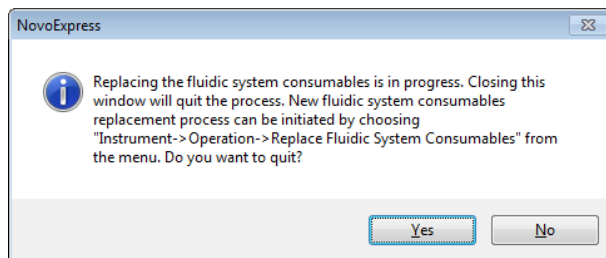 NovoExpress
Replacing the fluidic system consumables is in progress. Closing this
window will quit the process. New fluidic system consumables
replacement process can be initiated by choosing
"Instrument->Operation->Replace Fluidic System Consumables" from
the menu. Do you want to quit?
Yes
No